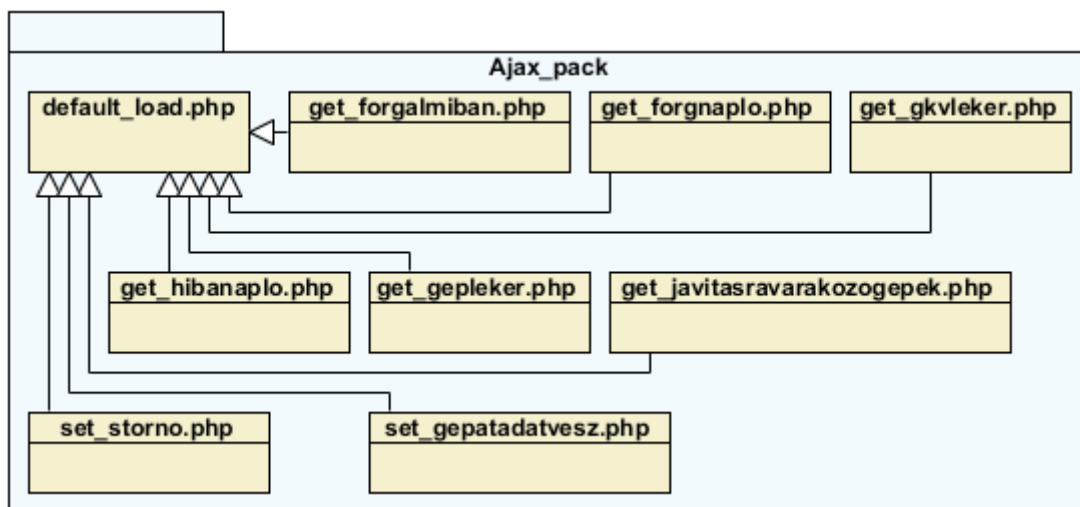 Ajax_pack
default_load.php
get_forgalmiban.php
get_forgnaplo.php
get_gkvleker.php
get_hibanaplo.php
get_gepleker.php
get_javitasravarakozogepek.php
set_storno.php
set_gepatadatvesz.php